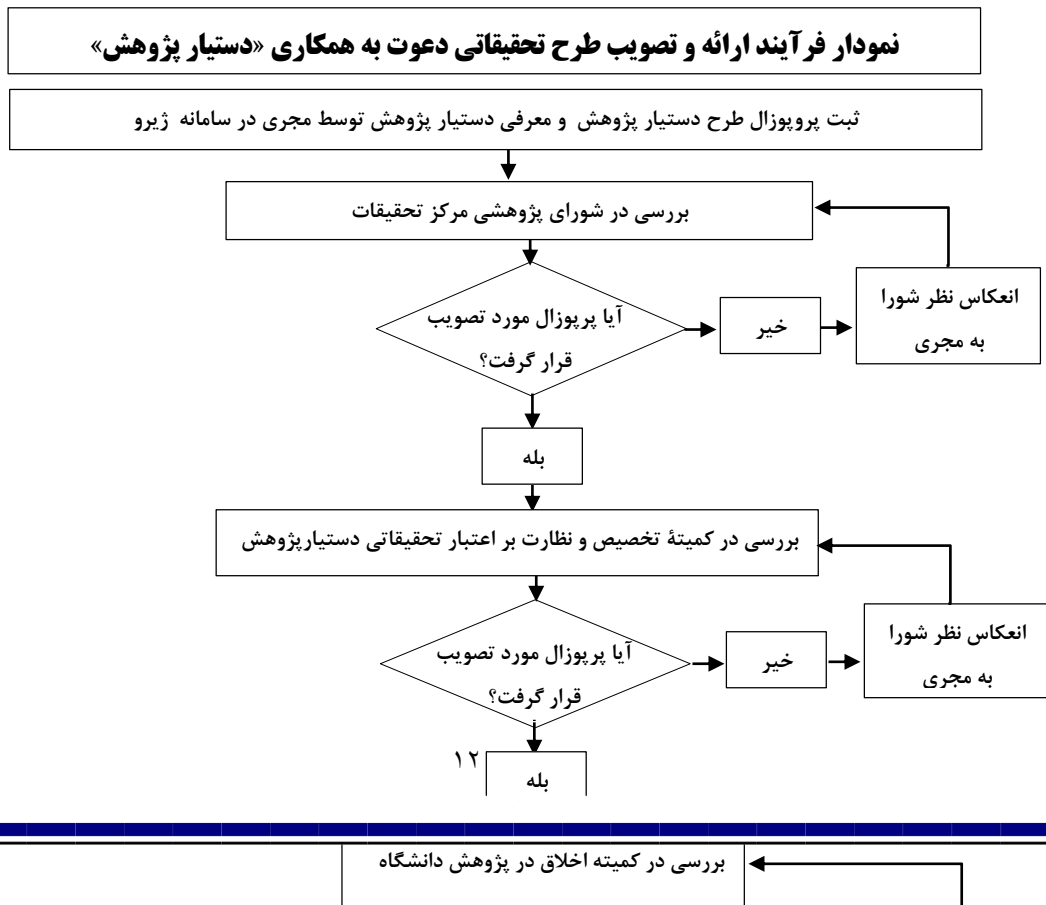 نمودار فرآیند ارائه و تصویب طرح تحقیقاتی دعوت به همکاری «دستیار پژوهش»
ثبت پروپوزال طرح دستیار پژوهش و معرفی دستیار پژوهش توسط مجری در سامانه ژیرو
بررسی در شورای پژوهشی مرکز تحقیقات
آیا پرپوزال مورد تصویب
قرار گرفت؟
خیر
انعکاس نظر شورا
به مجری
بله
بررسی در کمیتۀ تخصیص و نظارت بر اعتبار تحقیقاتی دستیارپژوهش
آیا پرپوزال مورد تصویب
قرار گرفت؟
خیر
انعکاس نظر شورا
به مجری
بله
۱۲
بررسی در کمیته اخلاق در پژوهش دانشگاه